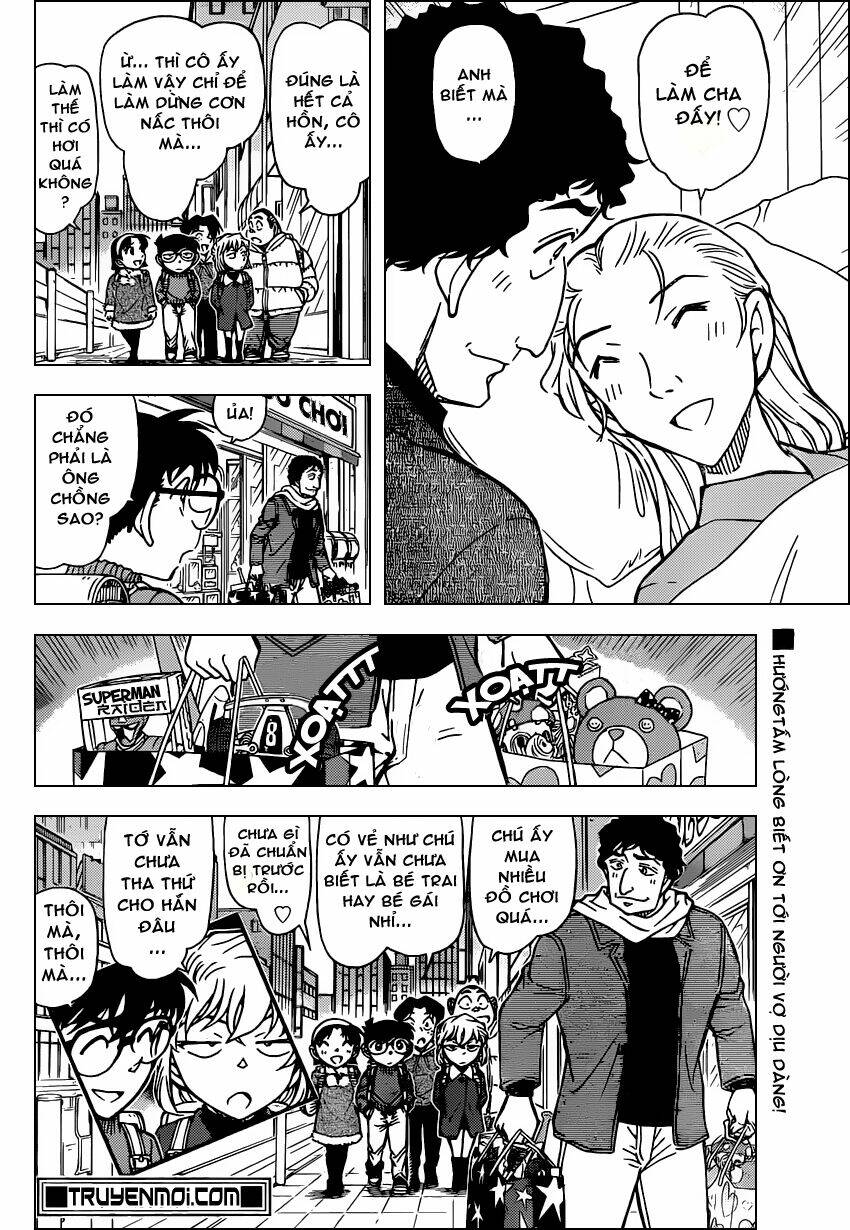 ĐỂ
LÀM CHA
ĐẤY! ♡
ANH
BIẾT MÀ
...
ĐÚNG LÀ
HẾT CẢ
HỒN, CÔ
ẤY...
Ừ... THÌ CÔ ẤY
LÀM VẬY CHỈ ĐỂ
LÀM DỪNG CƠN
NẤC THÔI
MÀ...
LÀM
THẾ
THÌ CÓ
HƠI
QUÁ
KHÔNG?
CHƠI
ỦA!
ĐÓ
CHẲNG
PHẢI LÀ
ÔNG
CHỒNG
SAO?
SUPERMAN
RAIDER
8
XOATTT
XOATT
CHÚ ẤY
MUA
NHIỀU
ĐỒ CHƠI
QUÁ...
CÓ VẺ NHƯ CHÚ
ẤY VẪN CHƯA
BIẾT LÀ BÉ TRAI
HAY BÉ GÁI
NHỈ...
CHƯA GÌ
ĐÃ CHUẨN
BỊ TRƯỚC
RỒI...
♡
TỚ VẪN
CHƯA
THA THỨ
CHO HẮN
ĐÂU
...
THÔI
MÀ,
THÔI
MÀ...
HƯỚNG TẤM LÒNG BIẾT ƠN TỚI NGƯỜI VỢ DỊU DÀNG!
TRUYENMOI.COM